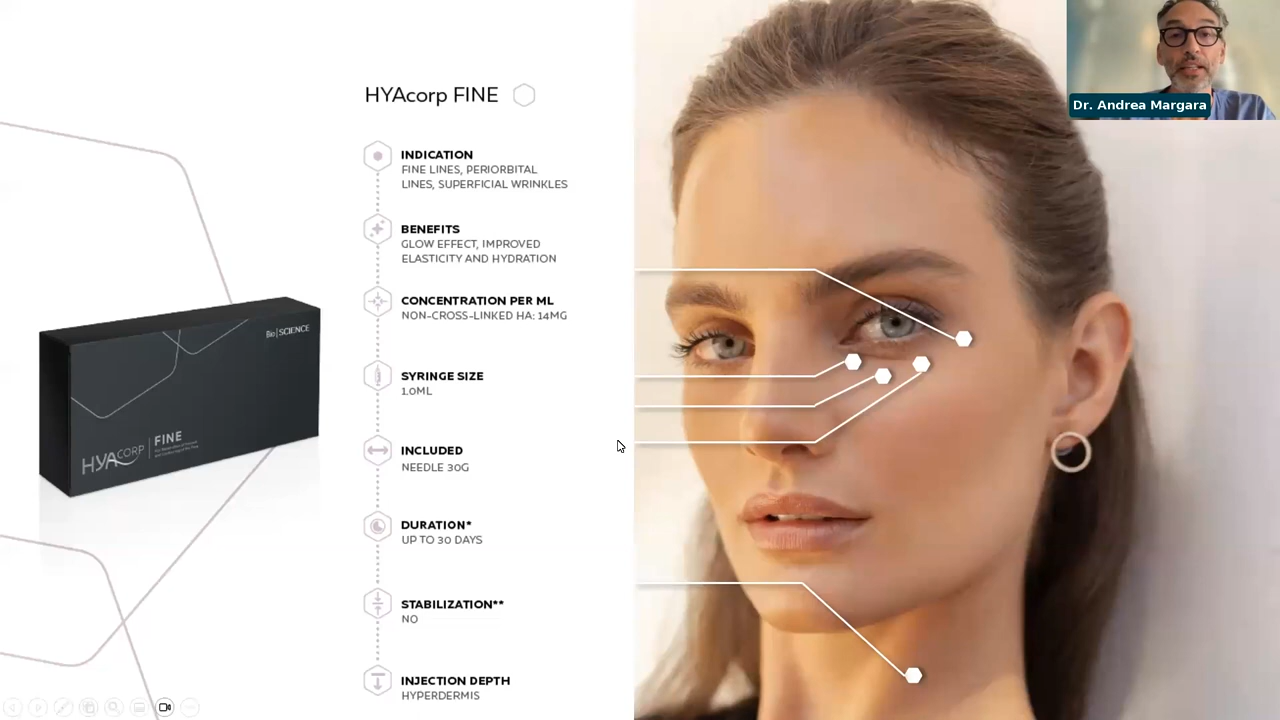 HYAcorp FINE
INDICATION
FINE LINES, PERIORBITAL
LINES, SUPERFICIAL WRINKLES
BENEFITS
GLOW EFFECT, IMPROVED
ELASTICITY AND HYDRATION
CONCENTRATION PER ML
NON-CROSS-LINKED HA: 14MG
SYRINGE SIZE
1.0ML
INCLUDED
NEEDLE 30G
DURATION*
UP TO 30 DAYS
STABILIZATION**
NO
INJECTION DEPTH
HYPERDERMIS
Bio|SCIENCE
HYACORP | FINE
Dr. Andrea Margara